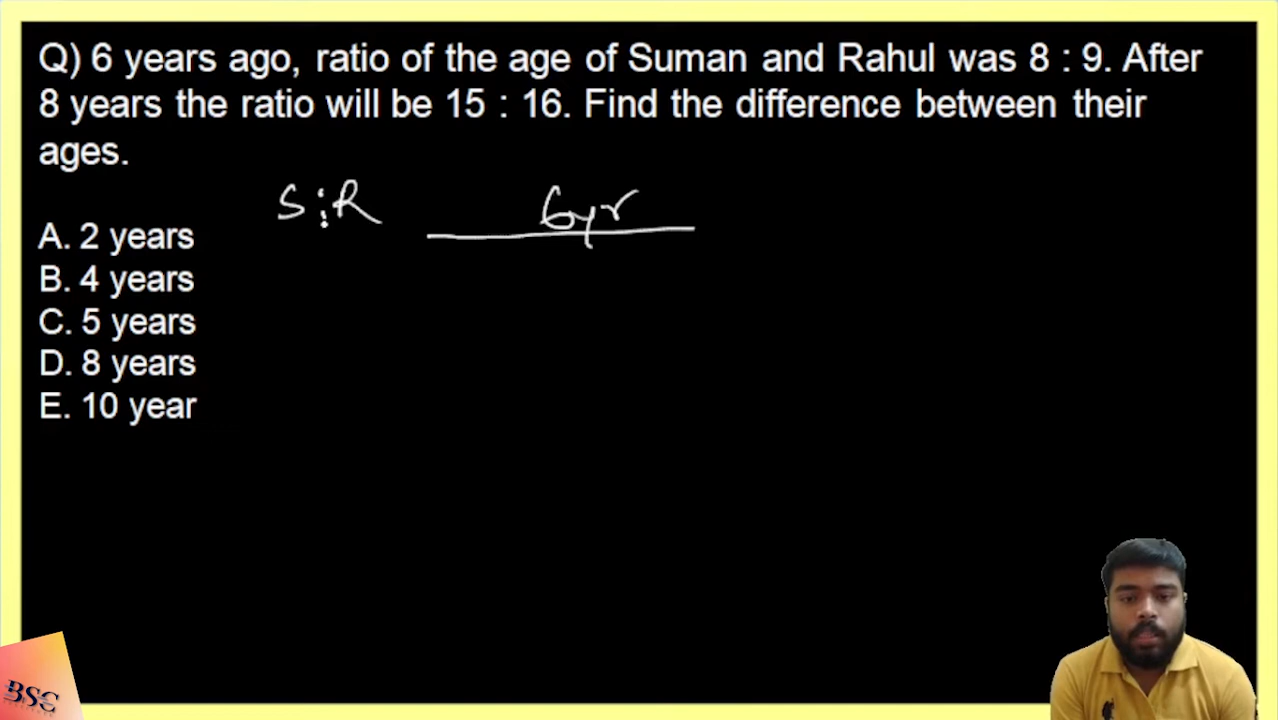 Q) 6 years ago, ratio of the age of Suman and Rahul was 8 : 9. After
8 years the ratio will be 15 : 16. Find the difference between their
ages.
S : R 6yr
A. 2 years
B. 4 years
C. 5 years
D. 8 years
E. 10 year
BSC